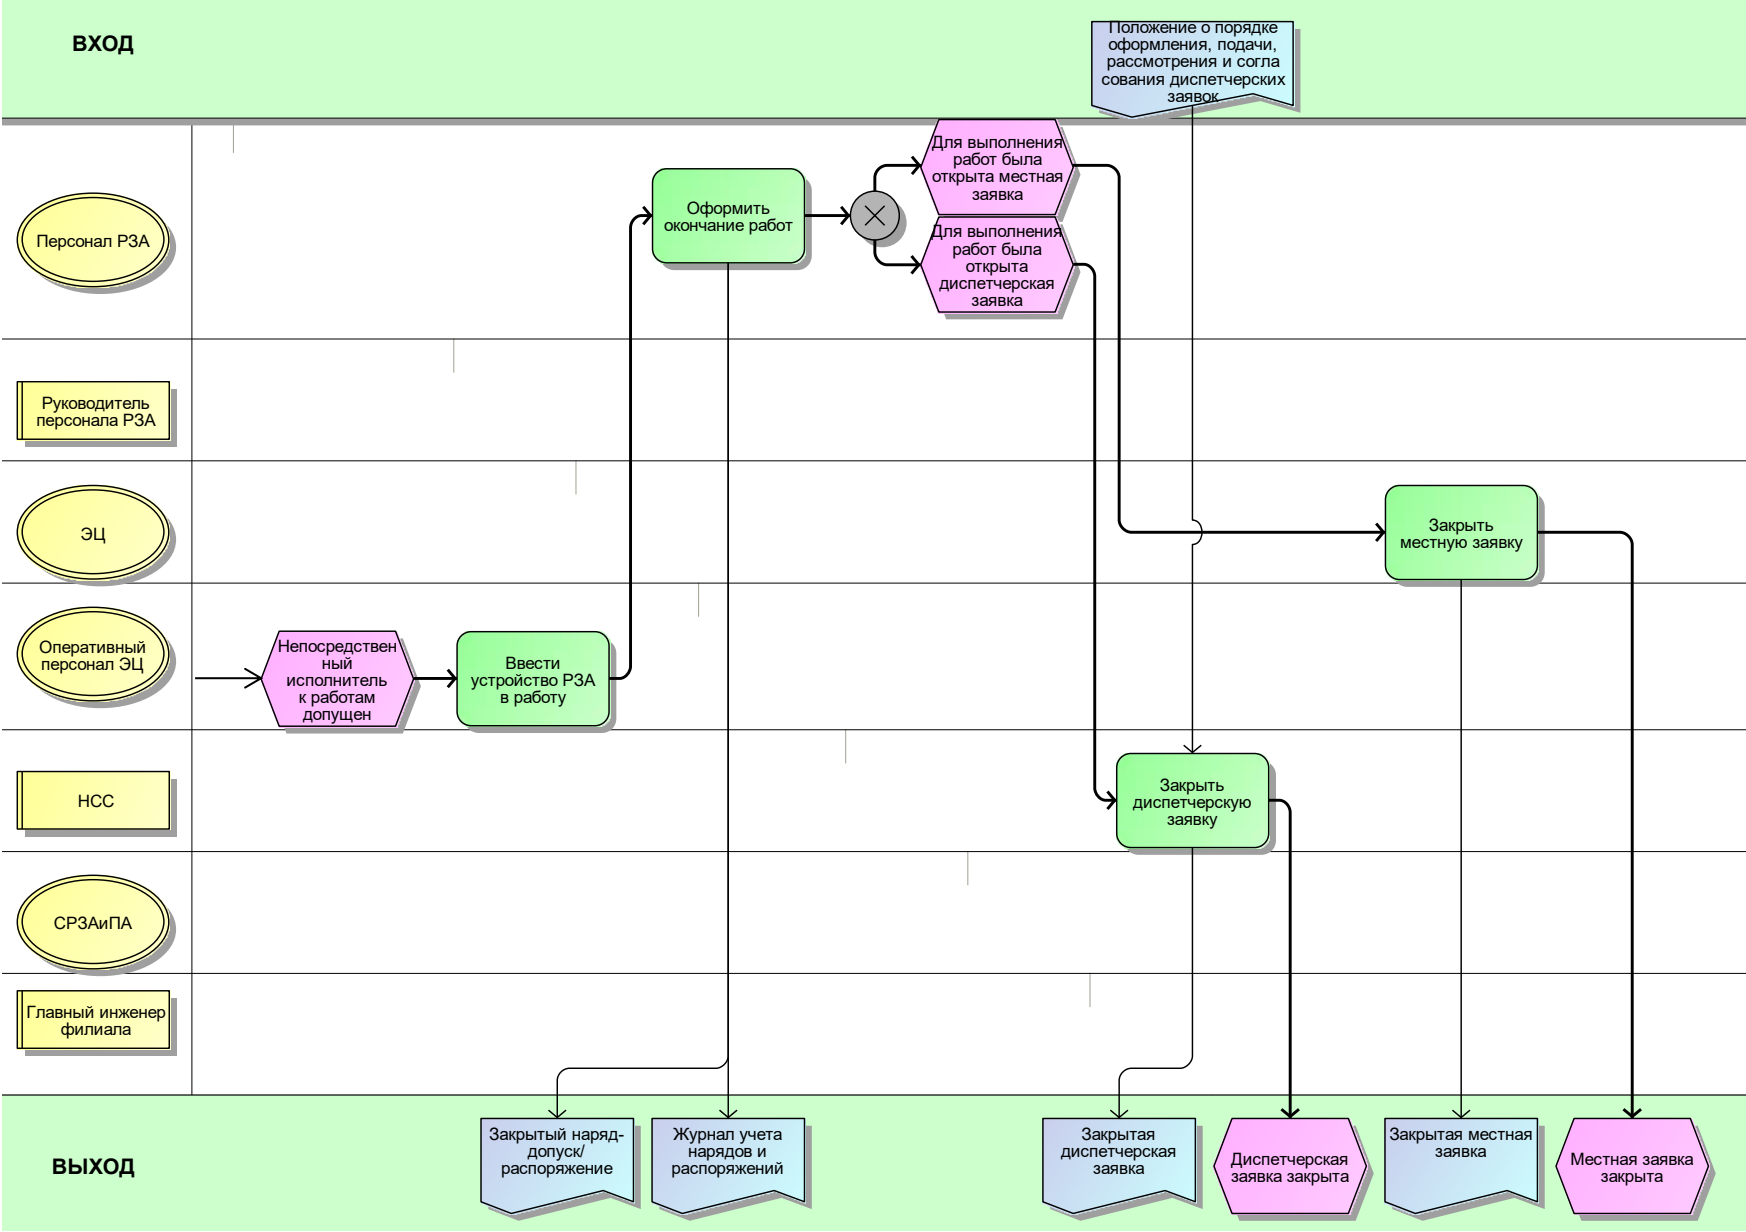 ВХОД
Положение о порядке
оформления, подачи,
рассмотрения и согла
сования диспетчерских
заявок
Персонал РЗА
Оформить
окончание работ
Для выполнения
работ была
открыта местная
заявка
Для выполнения
работ была
открыта
диспетчерская
заявка
Руководитель
персонала РЗА
ЭЦ
Закрыть
местную заявку
Оперативный
персонал ЭЦ
Непосредствен
ный
исполнитель
к работам
допущен
Ввести
устройство РЗА
в работу
НСС
Закрыть
диспетчерскую
заявку
СРЗАиПА
Главный инженер
филиала
ВЫХОД
Закрытый наряд-
допуск/
распоряжение
Журнал учета
нарядов и
распоряжений
Закрытая
диспетчерская
заявка
Диспетчерская
заявка закрыта
Закрытая местная
заявка
Местная заявка
закрыта